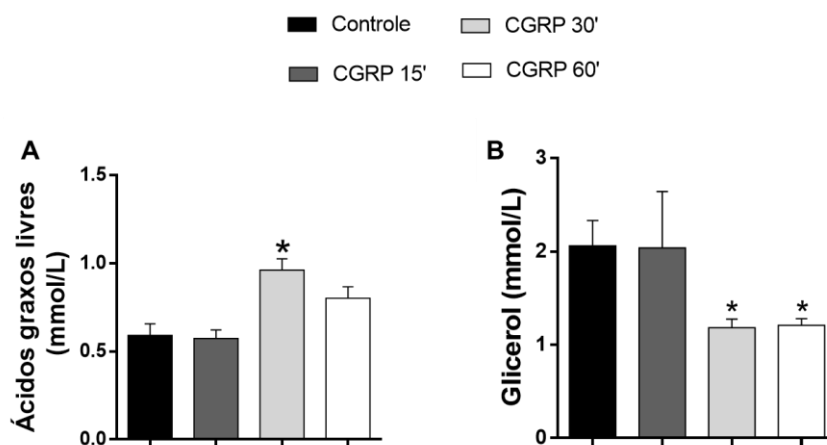 Controle
CGRP 30'
CGRP 15'
CGRP 60'
A
Ácidos graxos livres
(mmol/L)
1.5
1.0
0.5
0.0
*
B
Glicerol (mmol/L)
3
2
1
0
* *